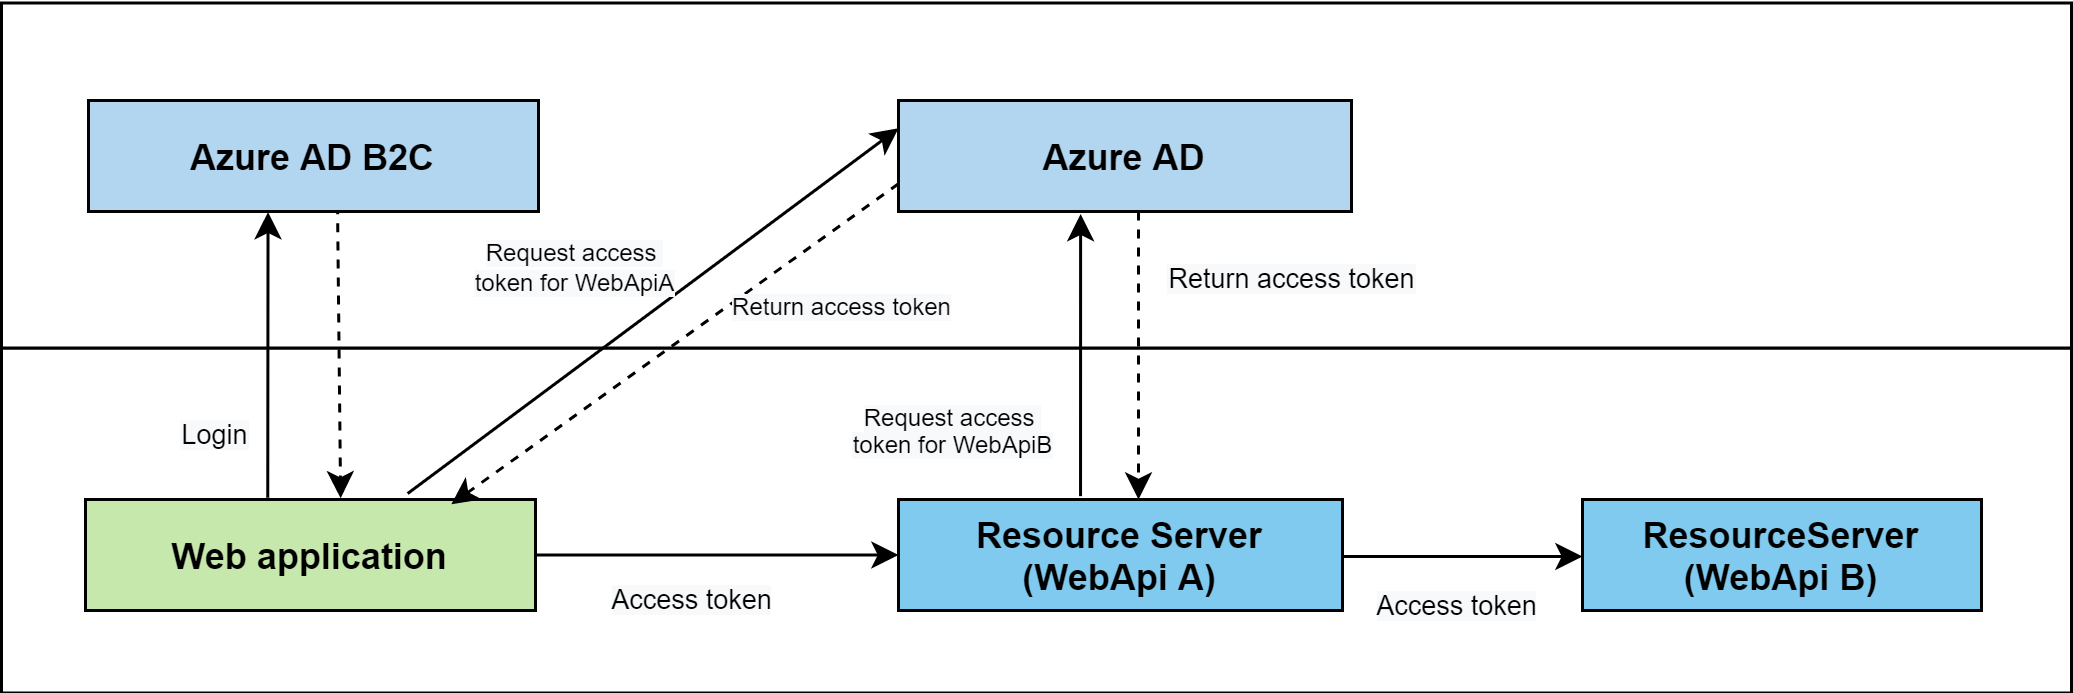 Azure AD B2C
Azure AD
Request access
token for WebApiA
Return access token
Return access token
Login
Request access
token for WebApiB
Web application
Resource Server
(WebApi A)
ResourceServer
(WebApi B)
Access token
Access token